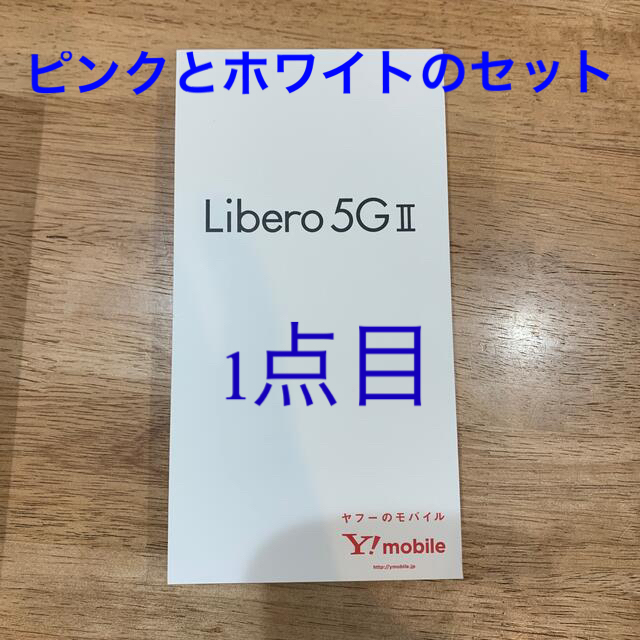 ピンクとホワイトのセット
Libero 5G II
1点目
ヤフーのモバイル
Y! mobile
http://ymobile.jp